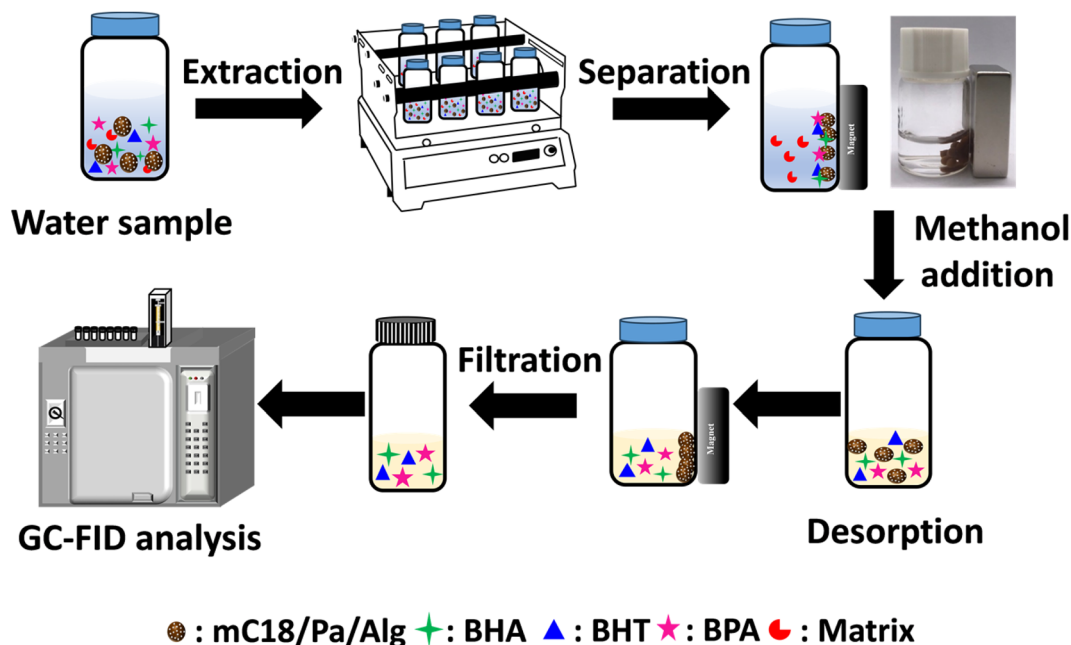 Extraction
Separation
Magnet
Water sample
Methanol
addition
Filtration
Magnet
GC-FID analysis
Desorption
: mC18/Pa/Alg : BHA : BHT : BPA : Matrix